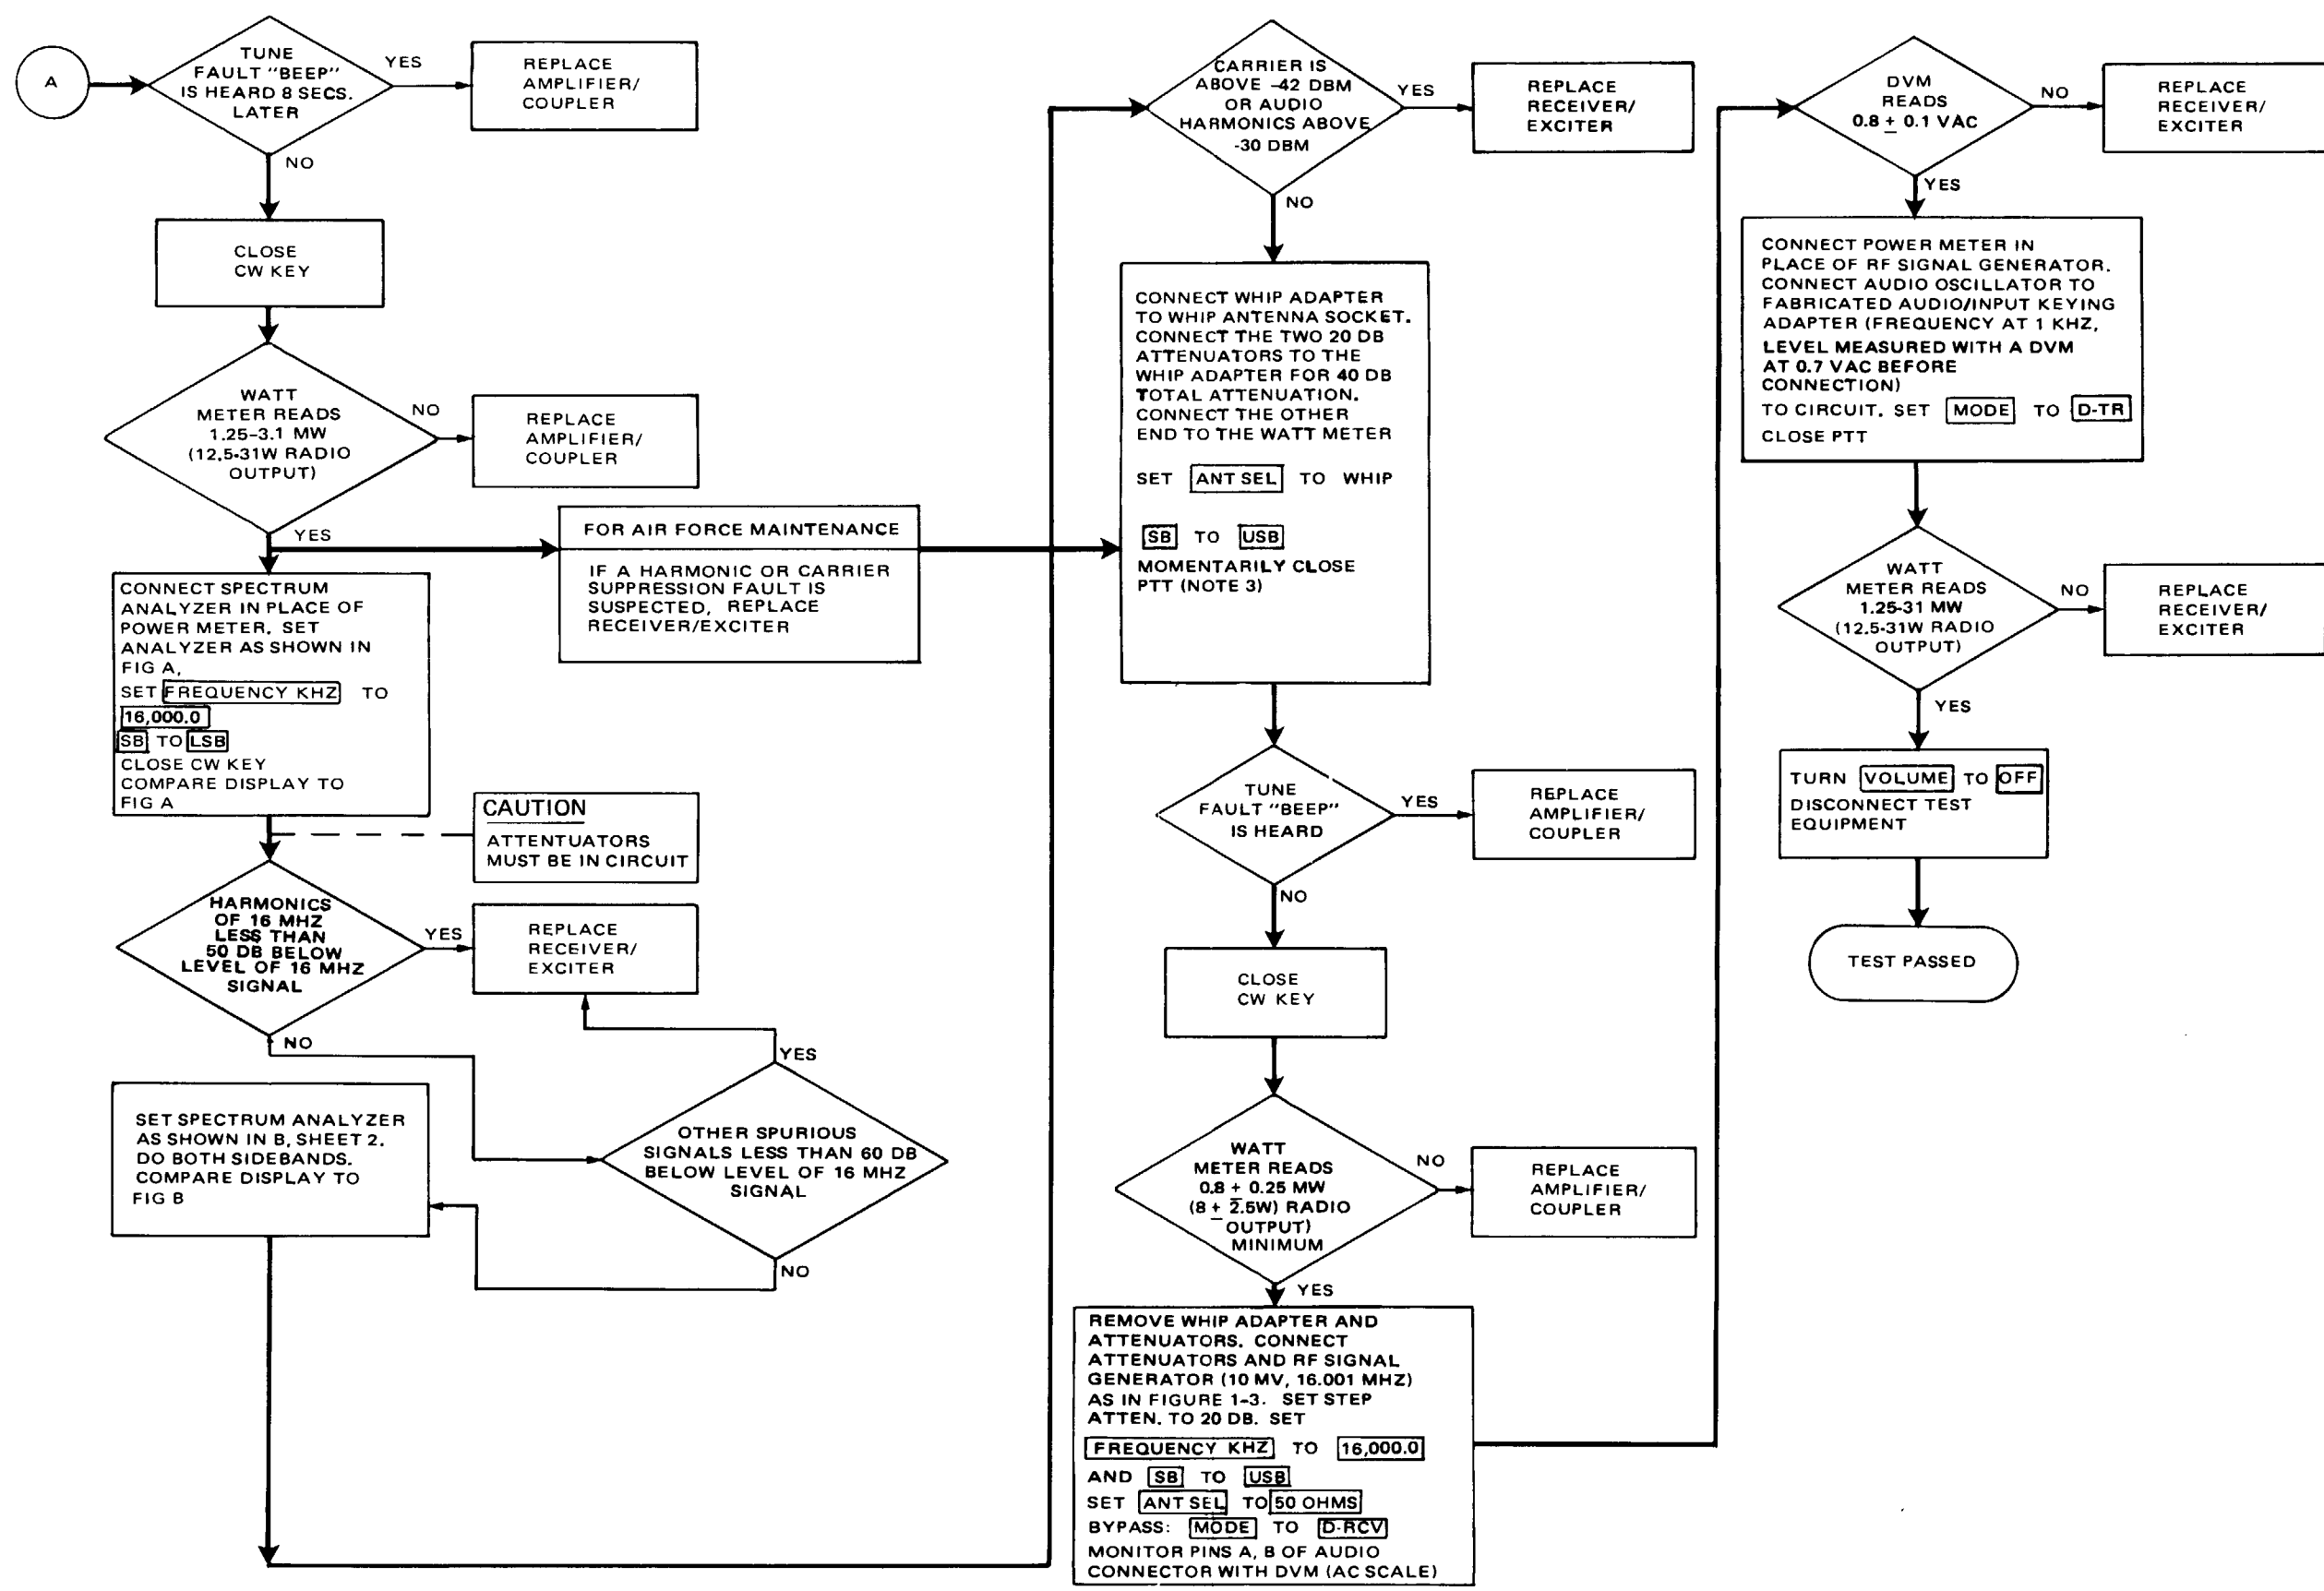 A
TUNE
FAULT "BEEP"
IS HEARD 8 SECS.
LATER
YES
REPLACE
AMPLIFIER/
COUPLER
NO
CLOSE
CW KEY
WATT
METER READS
1.25-3.1 MW
(12.5-31W RADIO
OUTPUT)
NO
REPLACE
AMPLIFIER/
COUPLER
YES
FOR AIR FORCE MAINTENANCE
IF A HARMONIC OR CARRIER
SUPPRESSION FAULT IS
SUSPECTED, REPLACE
RECEIVER/EXCITER
CONNECT SPECTRUM
ANALYZER IN PLACE OF
POWER METER. SET
ANALYZER AS SHOWN IN
FIG A,
SET FREQUENCY KHZ TO
16,000.0
SB TO LSB
CLOSE CW KEY
COMPARE DISPLAY TO
FIG A
CAUTION
ATTENTUATORS
MUST BE IN CIRCUIT
HARMONICS
OF 16 MHZ
LESS THAN
50 DB BELOW
LEVEL OF 16 MHZ
SIGNAL
YES
REPLACE
RECEIVER/
EXCITER
NO
YES
OTHER SPURIOUS
SIGNALS LESS THAN 60 DB
BELOW LEVEL OF 16 MHZ
SIGNAL
NO
SET SPECTRUM ANALYZER
AS SHOWN IN B, SHEET 2.
DO BOTH SIDEBANDS.
COMPARE DISPLAY TO
FIG B
CARRIER IS
ABOVE -42 DBM
OR AUDIO
HARMONICS ABOVE
-30 DBM
YES
REPLACE
RECEIVER/
EXCITER
NO
CONNECT WHIP ADAPTER
TO WHIP ANTENNA SOCKET.
CONNECT THE TWO 20 DB
ATTENUATORS TO THE
WHIP ADAPTER FOR 40 DB
TOTAL ATTENUATION.
CONNECT THE OTHER
END TO THE WATT METER
SET ANT SEL TO WHIP
SB TO USB
MOMENTARILY CLOSE
PTT (NOTE 3)
TUNE
FAULT "BEEP"
IS HEARD
YES
REPLACE
AMPLIFIER/
COUPLER
NO
CLOSE
CW KEY
WATT
METER READS
0.8 ± 0.25 MW
(8 ± 2.5W) RADIO
OUTPUT)
MINIMUM
NO
REPLACE
AMPLIFIER/
COUPLER
YES
REMOVE WHIP ADAPTER AND
ATTENUATORS. CONNECT
ATTENUATORS AND RF SIGNAL
GENERATOR (10 MV, 16.001 MHZ)
AS IN FIGURE 1-3. SET STEP
ATTEN. TO 20 DB. SET
FREQUENCY KHZ TO 16,000.0
AND SB TO USB
SET ANT SEL TO 50 OHMS
BYPASS: MODE TO D-RCV
MONITOR PINS A, B OF AUDIO
CONNECTOR WITH DVM (AC SCALE)
DVM
READS
0.8 ± 0.1 VAC
NO
REPLACE
RECEIVER/
EXCITER
YES
CONNECT POWER METER IN
PLACE OF RF SIGNAL GENERATOR.
CONNECT AUDIO OSCILLATOR TO
FABRICATED AUDIO/INPUT KEYING
ADAPTER (FREQUENCY AT 1 KHZ,
LEVEL MEASURED WITH A DVM
AT 0.7 VAC BEFORE
CONNECTION)
TO CIRCUIT. SET MODE TO D-TR
CLOSE PTT
WATT
METER READS
1.25-31 MW
(12.5-31W RADIO
OUTPUT)
NO
REPLACE
RECEIVER/
EXCITER
YES
TURN VOLUME TO OFF
DISCONNECT TEST
EQUIPMENT
TEST PASSED